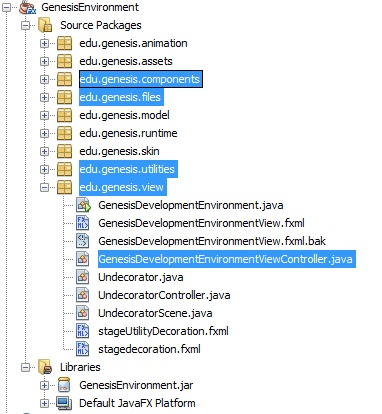 GenesisEnvironment
Source Packages
edu.genesis.animation
edu.genesis.assets
edu.genesis.components
edu.genesis.files
edu.genesis.model
edu.genesis.runtime
edu.genesis.skin
edu.genesis.utilities
edu.genesis.view
GenesisDevelopmentEnvironment.java
GenesisDevelopmentEnvironmentView.fxml
GenesisDevelopmentEnvironmentView.fxml.bak
GenesisDevelopmentEnvironmentViewController.java
Undecorator.java
UndecoratorController.java
UndecoratorScene.java
stageUtilityDecoration.fxml
stagedecoration.fxml
Libraries
GenesisEnvironment.jar
Default JavaFX Platform